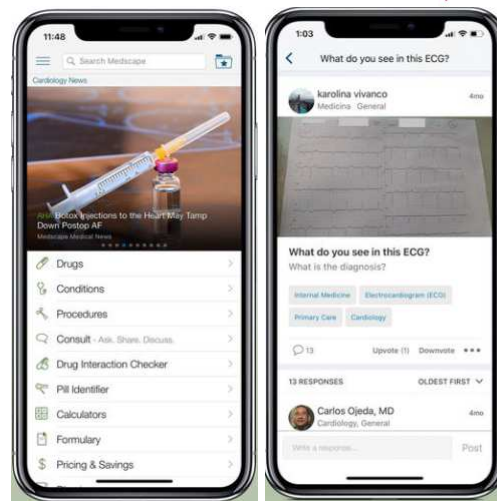 11:48
Search Medscape
Cardiology News
AHA Botox Injections to the Heart May Tamp
Down Postop AF
Medscape Medical News
Drugs
Conditions
Procedures
Consult - Ask. Share. Discuss.
Drug Interaction Checker
Pill Identifier
Calculators
Formulary
$ Pricing & Savings
1:03
What do you see in this ECG?
karolina vivanco
4mo
Medicina General
What do you see in this ECG?
What is the diagnosis?
Internal Medicine
Electrocardiogram (ECG)
Primary Care
Cardiology
13
Upvote (1)
Downvote
13 RESPONSES
OLDEST FIRST
Carlos Ojeda, MD
4mo
Cardiology, General
Write a response...
Post